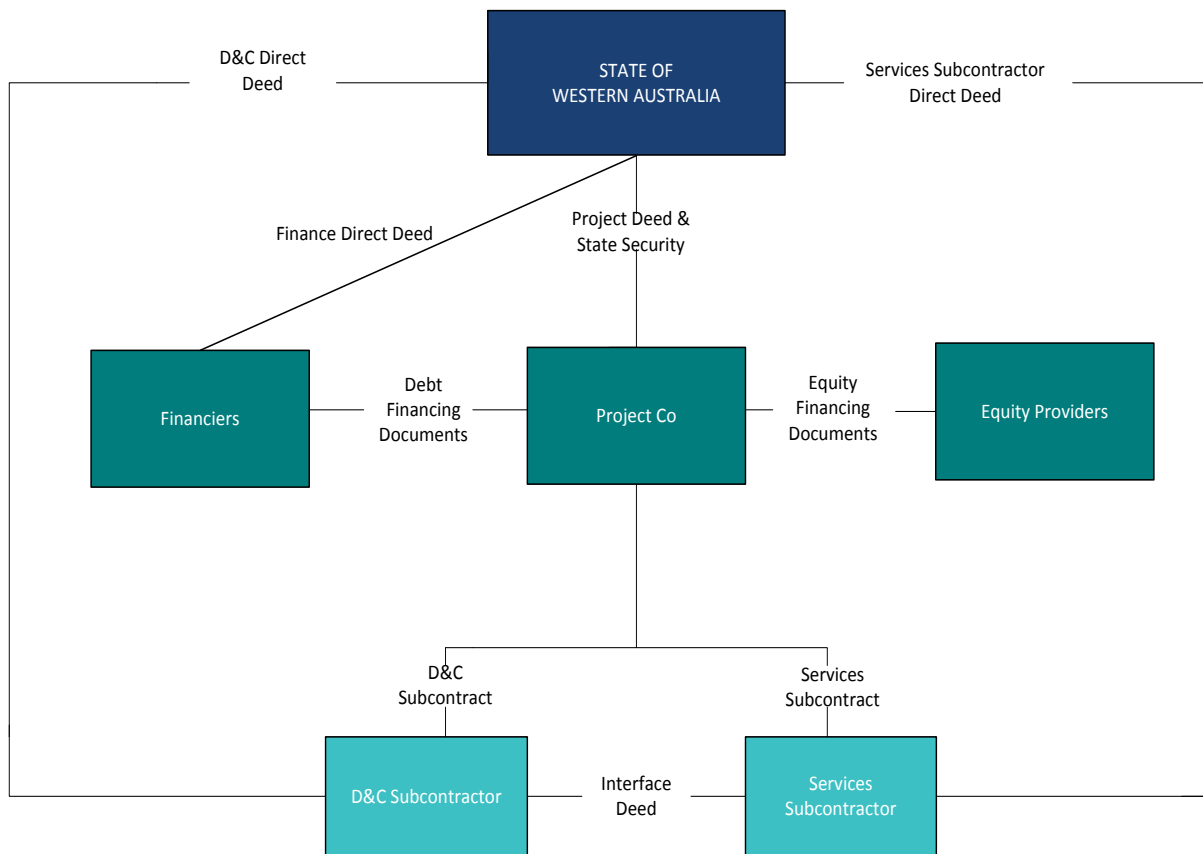 D&C Direct
Deed
STATE OF
WESTERN AUSTRALIA
Services Subcontractor
Direct Deed
Finance Direct Deed
Project Deed &
State Security
Financiers
Debt
Financing
Documents
Project Co
Equity
Financing
Documents
Equity Providers
D&C
Subcontract
Services
Subcontract
D&C Subcontractor
Interface
Deed
Services
Subcontractor